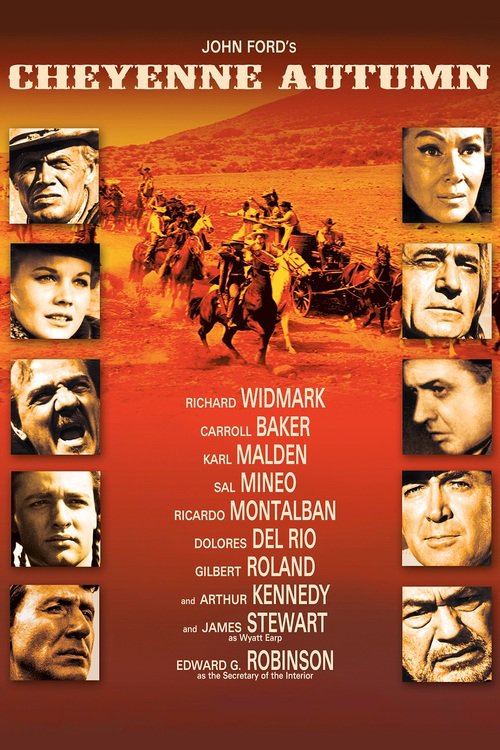 JOHN FORD's
CHEYENNE AUTUMN
RICHARD WIDMARK
CARROLL BAKER
KARL MALDEN
SAL MINEO
RICARDO MONTALBAN
DOLORES DEL RIO
GILBERT ROLAND
and ARTHUR KENNEDY
and JAMES STEWART
as Wyatt Earp
EDWARD G. ROBINSON
as the Secretary of the Interior